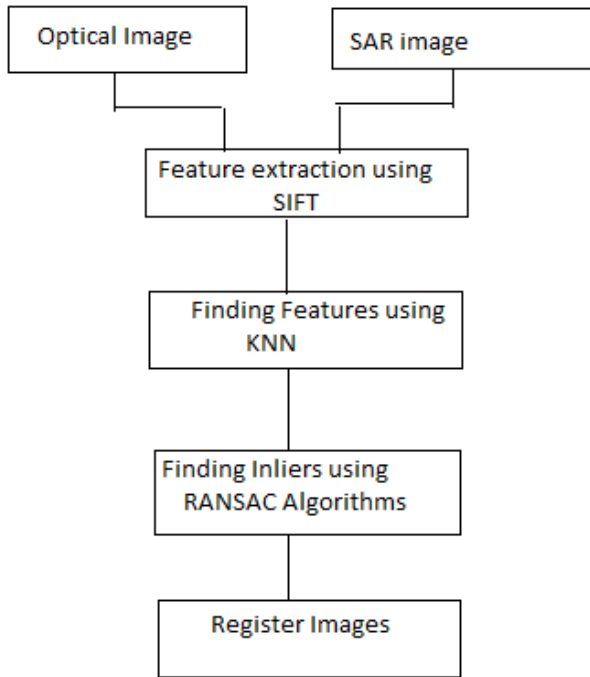 Optical Image
SAR image
Feature extraction using
SIFT
Finding Features using
KNN
Finding Inliers using
RANSAC Algorithms
Register Images